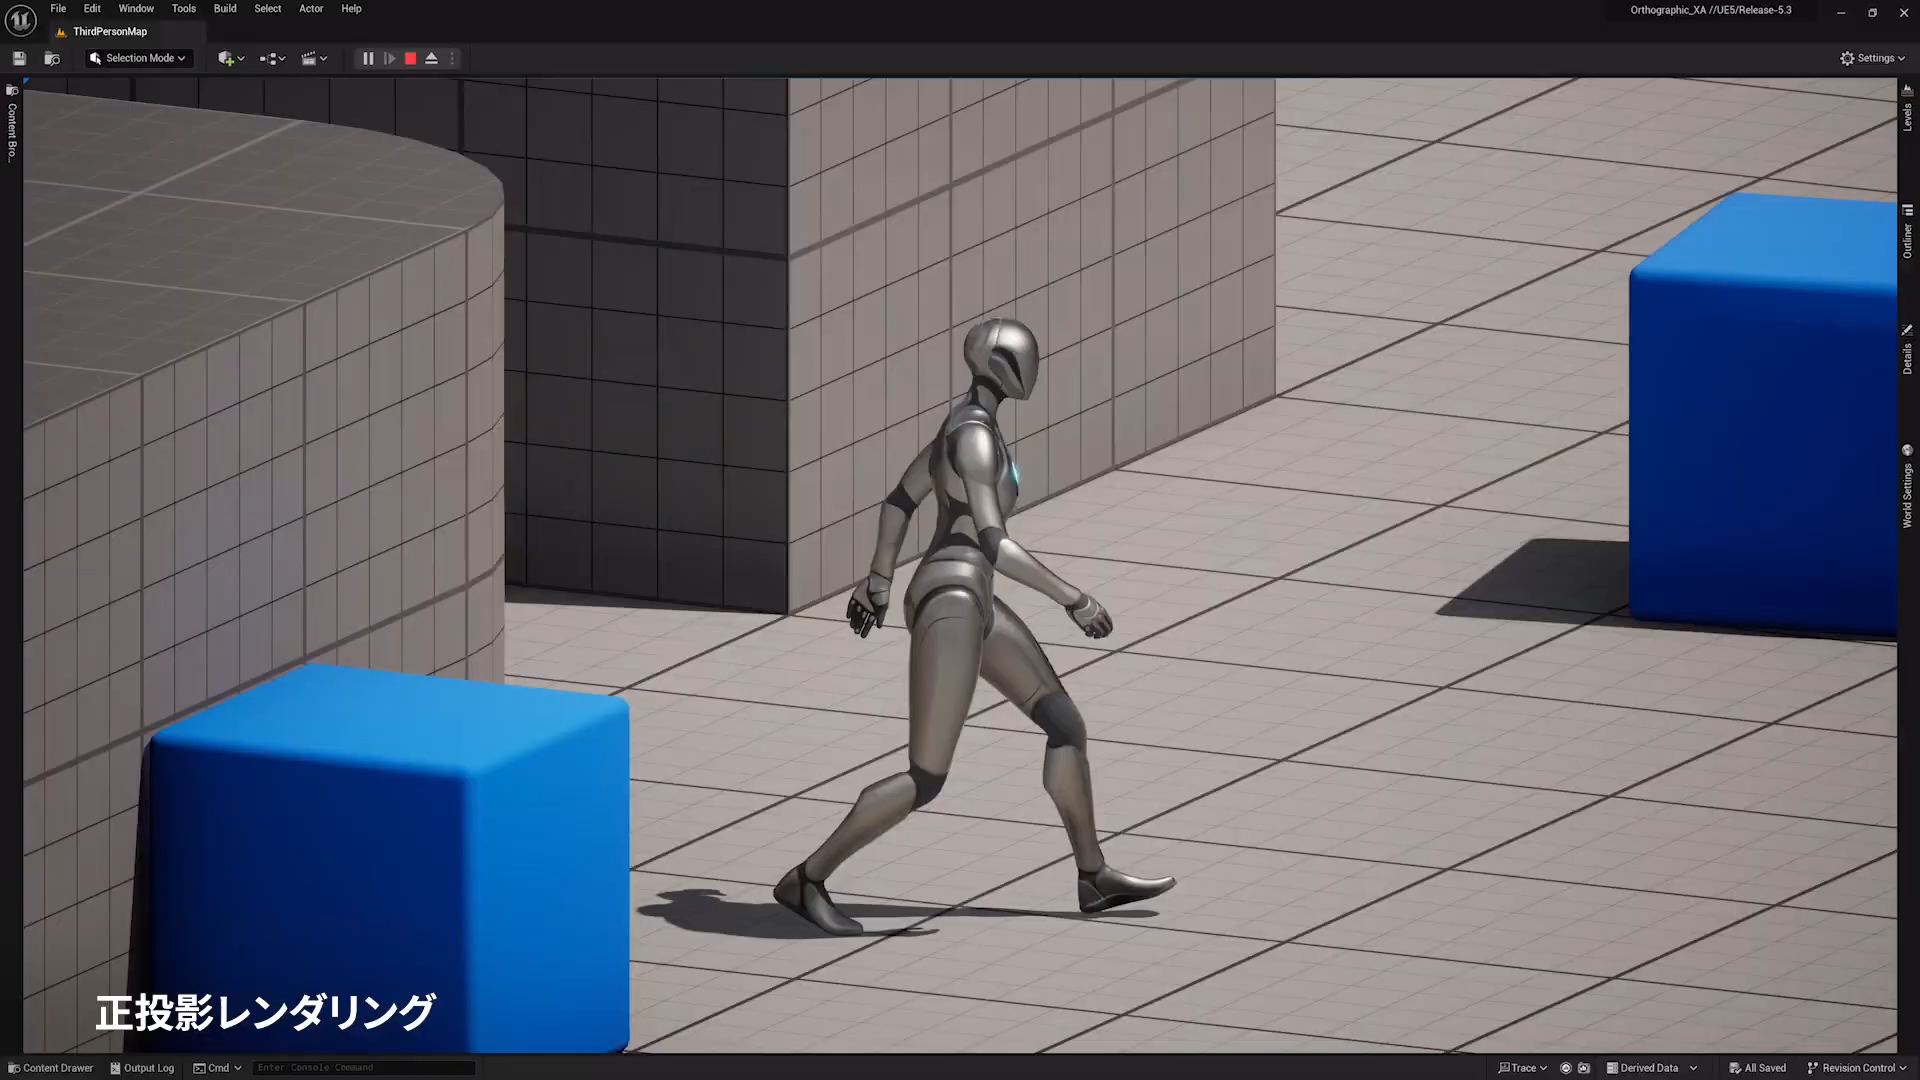 File Edit Window Tools Build Select Actor Help
Orthographic_XA //UE5/Release-5.3
ThirdPersonMap
Selection Mode
Settings
Content Bro...
Levels
Outliner
Details
World Settings
正投影レンダリング
Content Drawer Output Log Cmd Enter Console Command Trace Derived Data All Saved Revision Control